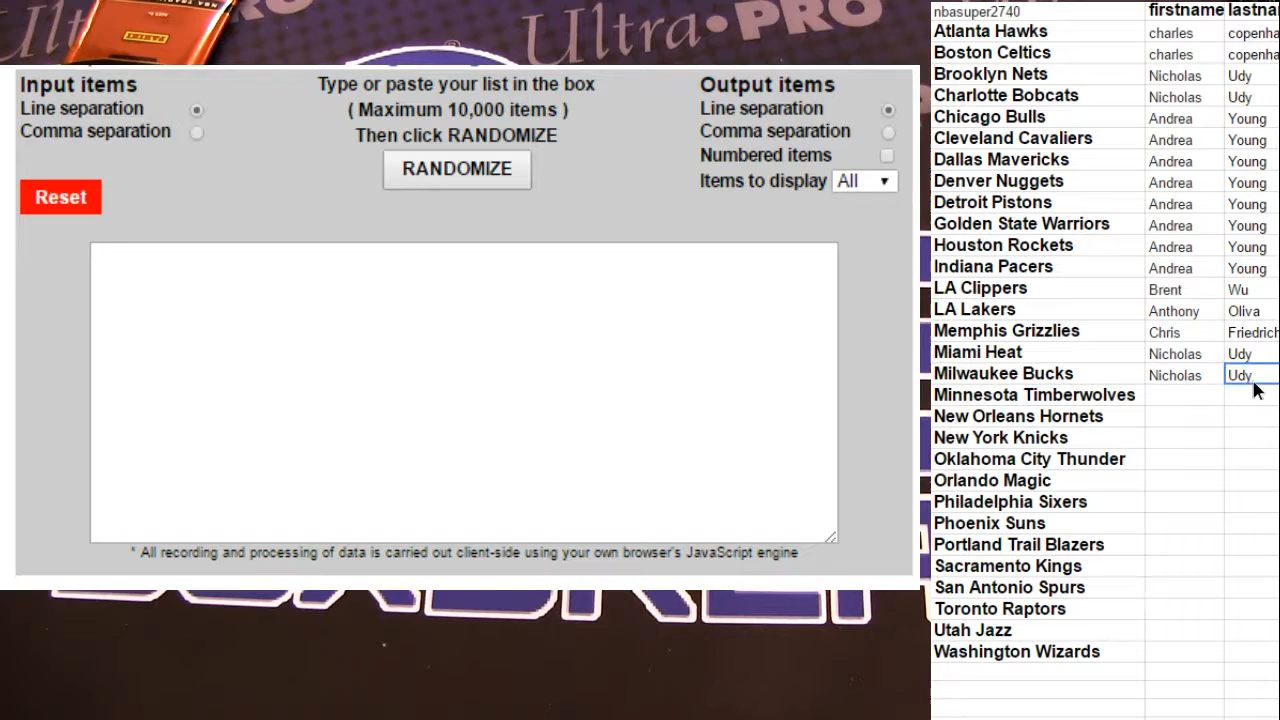 Ultra•PRO
PANINI
Input items
Line separation
Comma separation
Reset
Type or paste your list in the box
( Maximum 10,000 items )
Then click RANDOMIZE
RANDOMIZE
Output items
Line separation
Comma separation
Numbered items
Items to display All
* All recording and processing of data is carried out client-side using your own browser's JavaScript engine
nbasuper2740 firstname lastna
Atlanta Hawks charles copenha
Boston Celtics charles copenha
Brooklyn Nets Nicholas Udy
Charlotte Bobcats Nicholas Udy
Chicago Bulls Andrea Young
Cleveland Cavaliers Andrea Young
Dallas Mavericks Andrea Young
Denver Nuggets Andrea Young
Detroit Pistons Andrea Young
Golden State Warriors Andrea Young
Houston Rockets Andrea Young
Indiana Pacers Andrea Young
LA Clippers Brent Wu
LA Lakers Anthony Oliva
Memphis Grizzlies Chris Friedrich
Miami Heat Nicholas Udy
Milwaukee Bucks Nicholas Udy
Minnesota Timberwolves
New Orleans Hornets
New York Knicks
Oklahoma City Thunder
Orlando Magic
Philadelphia Sixers
Phoenix Suns
Portland Trail Blazers
Sacramento Kings
San Antonio Spurs
Toronto Raptors
Utah Jazz
Washington Wizards